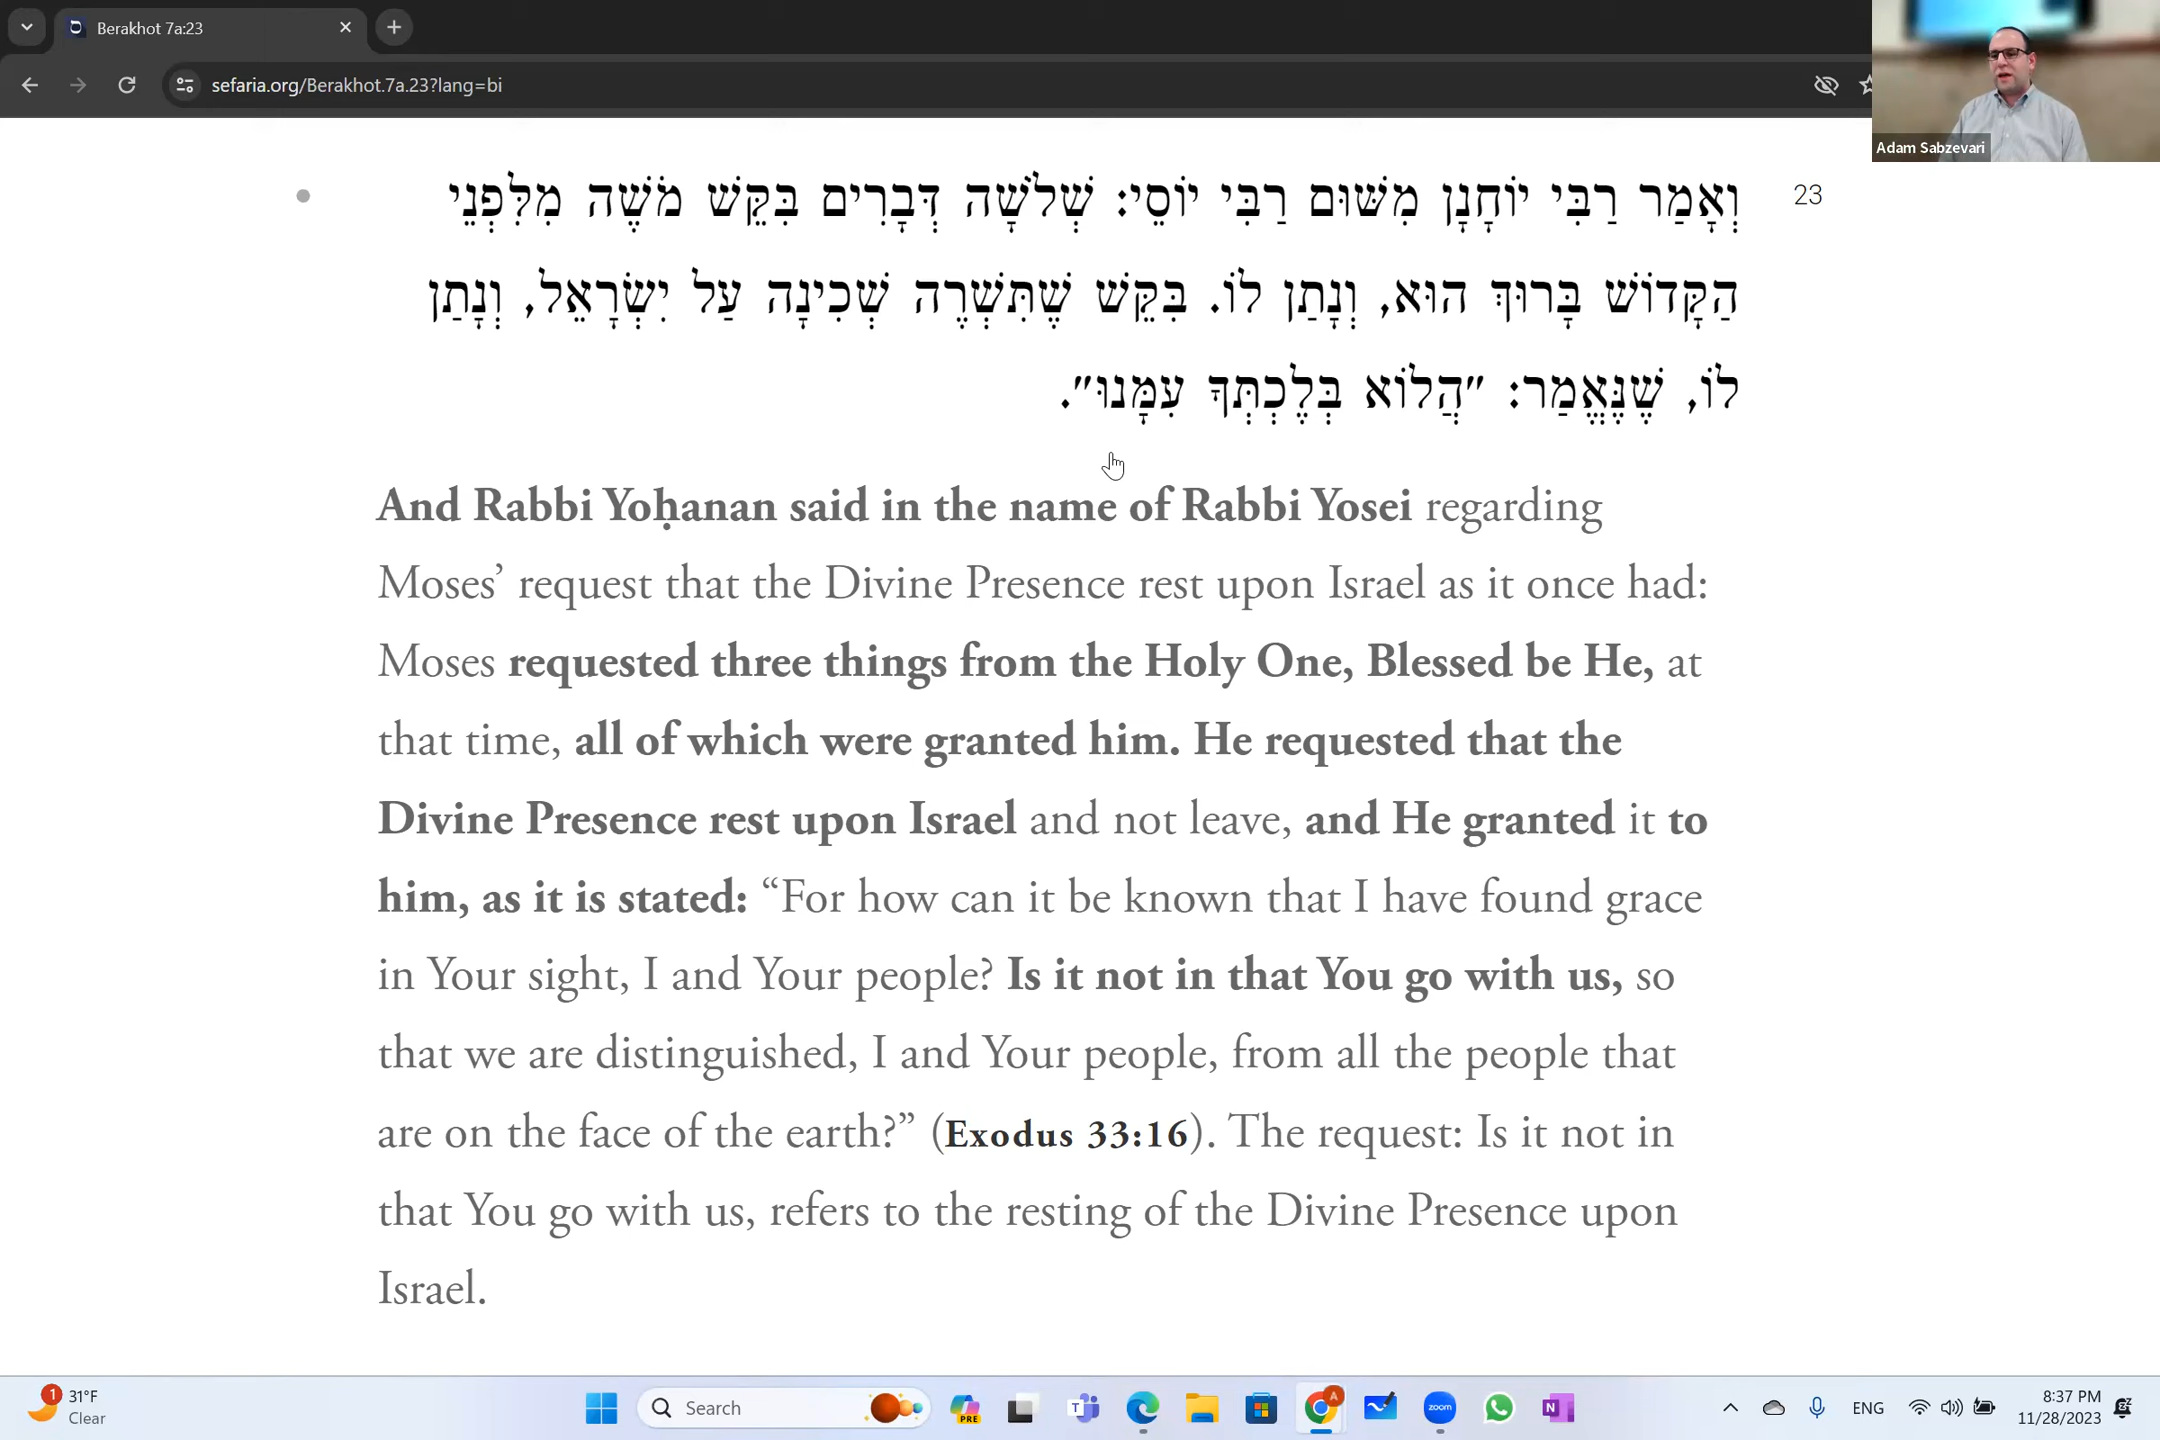 Berakhot 7a:23
sefaria.org/Berakhot.7a.23?lang=bi
Adam Sabzevari
23
וְאָמַר רַבִּי יוֹחָנָן מִשּׁוּם רַבִּי יוֹסֵי: שְׁלֹשָׁה דְּבָרִים בִּקֵּשׁ מֹשֶׁה מִלִּפְנֵי
הַקָּדוֹשׁ בָּרוּךְ הוּא, וְנָתַן לוֹ. בִּקֵּשׁ שֶׁתִּשְׁרֶה שְׁכִינָה עַל יִשְׂרָאֵל, וְנָתַן
לוֹ, שֶׁנֶּאֱמַר: ״הֲלוֹא בְּלֶכְתְּךָ עִמָּנוּ״.
And Rabbi Yoḥanan said in the name of Rabbi Yosei regarding
Moses’ request that the Divine Presence rest upon Israel as it once had:
Moses requested three things from the Holy One, Blessed be He, at
that time, all of which were granted him. He requested that the
Divine Presence rest upon Israel and not leave, and He granted it to
him, as it is stated: “For how can it be known that I have found grace
in Your sight, I and Your people? Is it not in that You go with us, so
that we are distinguished, I and Your people, from all the people that
are on the face of the earth?” (Exodus 33:16). The request: Is it not in
that You go with us, refers to the resting of the Divine Presence upon
Israel.
1
31°F
Clear
Search
PRE
T
A
zoom
N
ENG
8:37 PM
11/28/2023